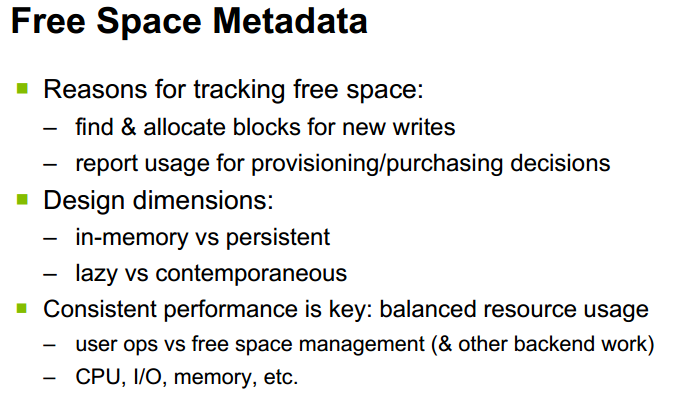 Free Space Metadata
Reasons for tracking free space:
– find & allocate blocks for new writes
– report usage for provisioning/purchasing decisions
Design dimensions:
– in-memory vs persistent
– lazy vs contemporaneous
Consistent performance is key: balanced resource usage
– user ops vs free space management (& other backend work)
– CPU, I/O, memory, etc.